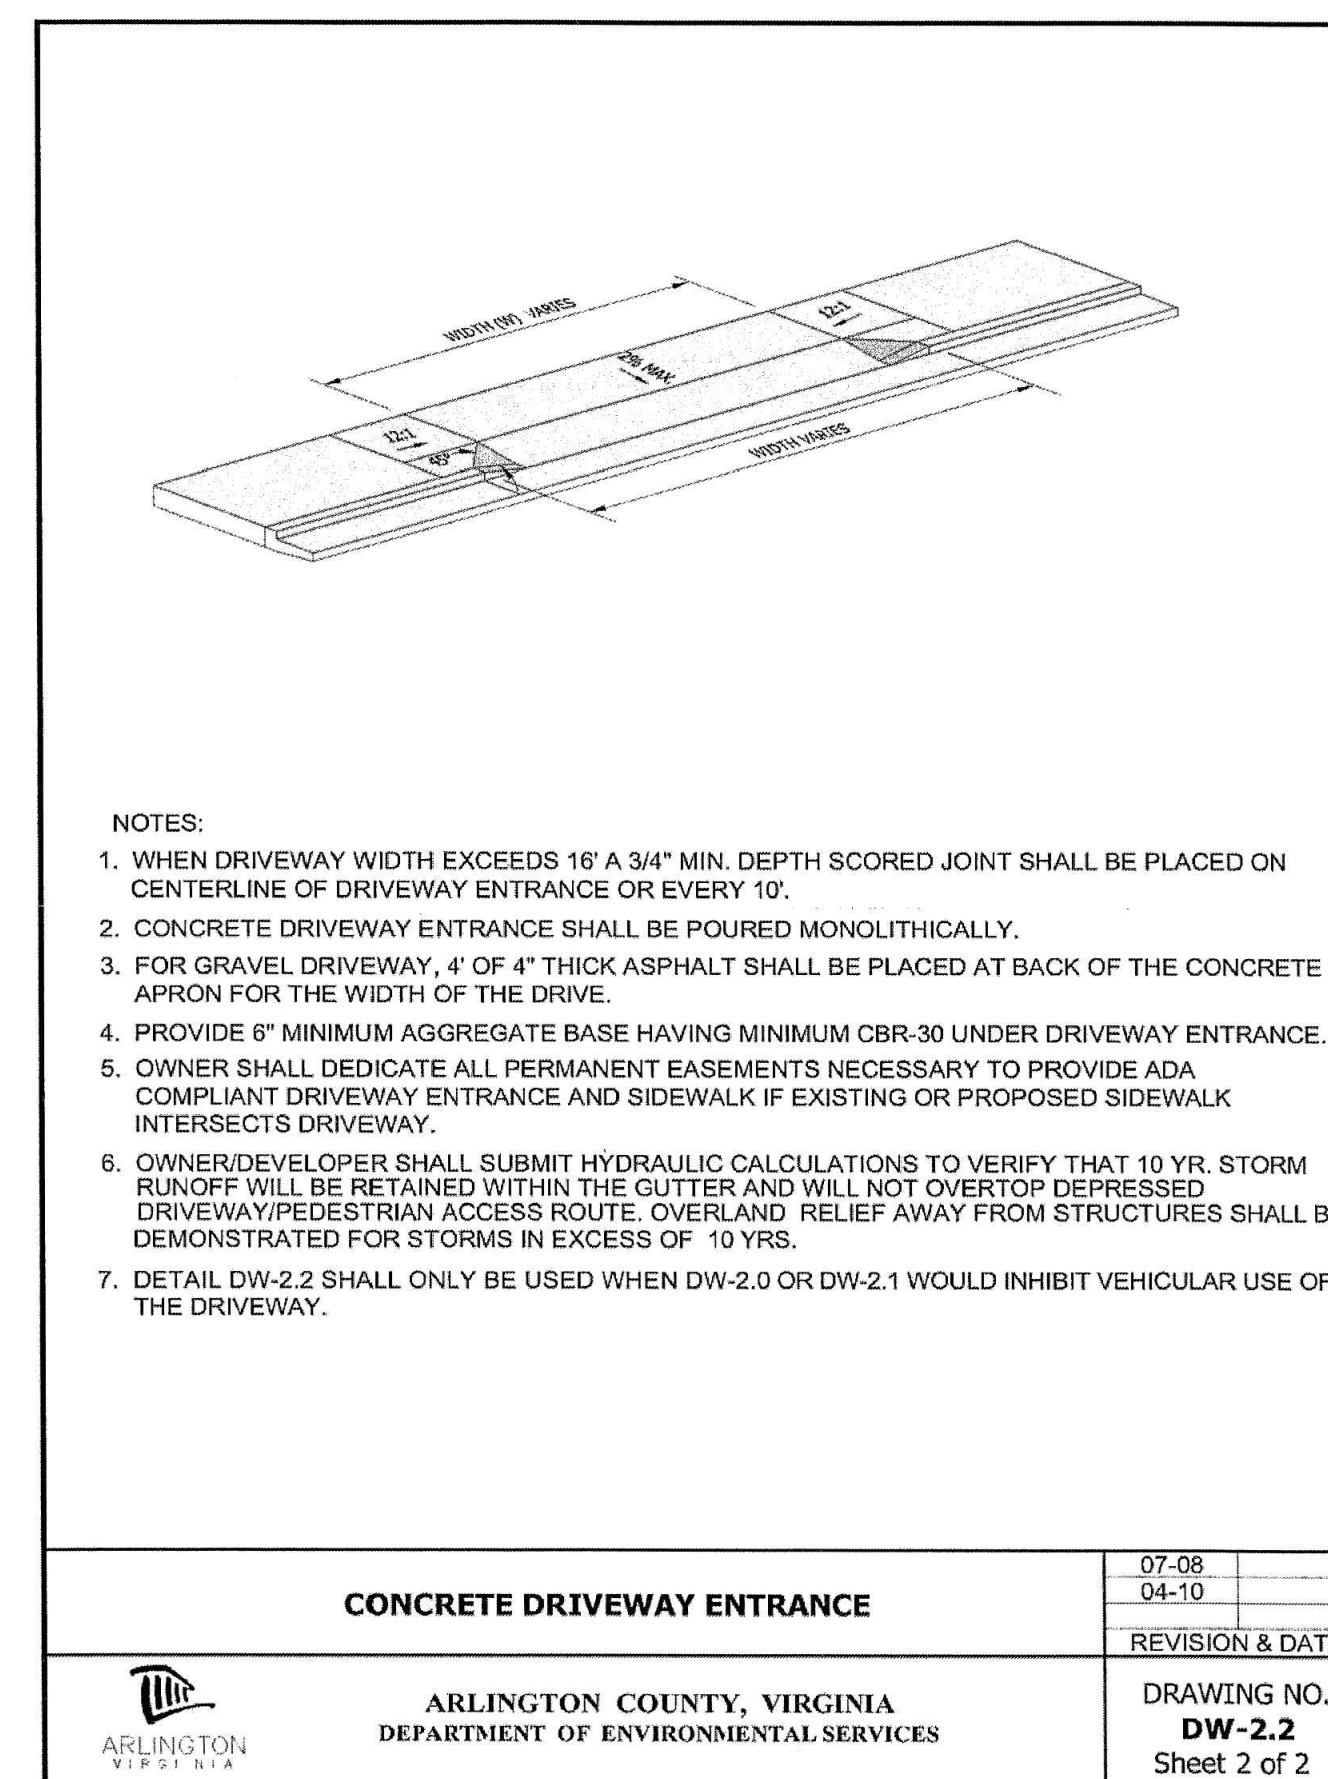 WIDTH (W) VARIES
12:1
2% MAX.
12:1
45°
WIDTH VARIES
NOTES:
1. WHEN DRIVEWAY WIDTH EXCEEDS 16' A 3/4" MIN. DEPTH SCORED JOINT SHALL BE PLACED ON
CENTERLINE OF DRIVEWAY ENTRANCE OR EVERY 10'.
2. CONCRETE DRIVEWAY ENTRANCE SHALL BE POURED MONOLITHICALLY.
3. FOR GRAVEL DRIVEWAY, 4' OF 4" THICK ASPHALT SHALL BE PLACED AT BACK OF THE CONCRETE
APRON FOR THE WIDTH OF THE DRIVE.
4. PROVIDE 6" MINIMUM AGGREGATE BASE HAVING MINIMUM CBR-30 UNDER DRIVEWAY ENTRANCE.
5. OWNER SHALL DEDICATE ALL PERMANENT EASEMENTS NECESSARY TO PROVIDE ADA
COMPLIANT DRIVEWAY ENTRANCE AND SIDEWALK IF EXISTING OR PROPOSED SIDEWALK
INTERSECTS DRIVEWAY.
6. OWNER/DEVELOPER SHALL SUBMIT HYDRAULIC CALCULATIONS TO VERIFY THAT 10 YR. STORM
RUNOFF WILL BE RETAINED WITHIN THE GUTTER AND WILL NOT OVERTOP DEPRESSED
DRIVEWAY/PEDESTRIAN ACCESS ROUTE. OVERLAND RELIEF AWAY FROM STRUCTURES SHALL B
DEMONSTRATED FOR STORMS IN EXCESS OF 10 YRS.
7. DETAIL DW-2.2 SHALL ONLY BE USED WHEN DW-2.0 OR DW-2.1 WOULD INHIBIT VEHICULAR USE OF
THE DRIVEWAY.
CONCRETE DRIVEWAY ENTRANCE
07-08
04-10
REVISION & DAT
ARLINGTON
VIRGINIA
ARLINGTON COUNTY, VIRGINIA
DEPARTMENT OF ENVIRONMENTAL SERVICES
DRAWING NO.
DW-2.2
Sheet 2 of 2